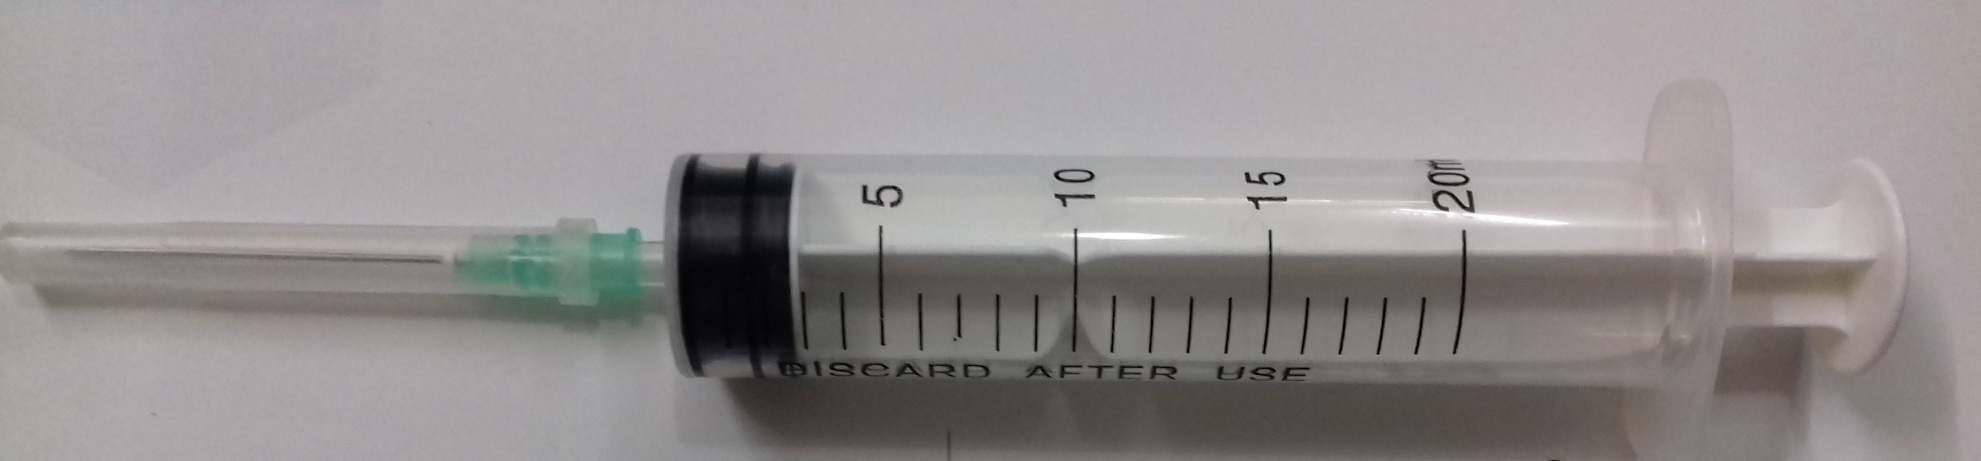 5 10 15 20ml
DISCARD AFTER USE